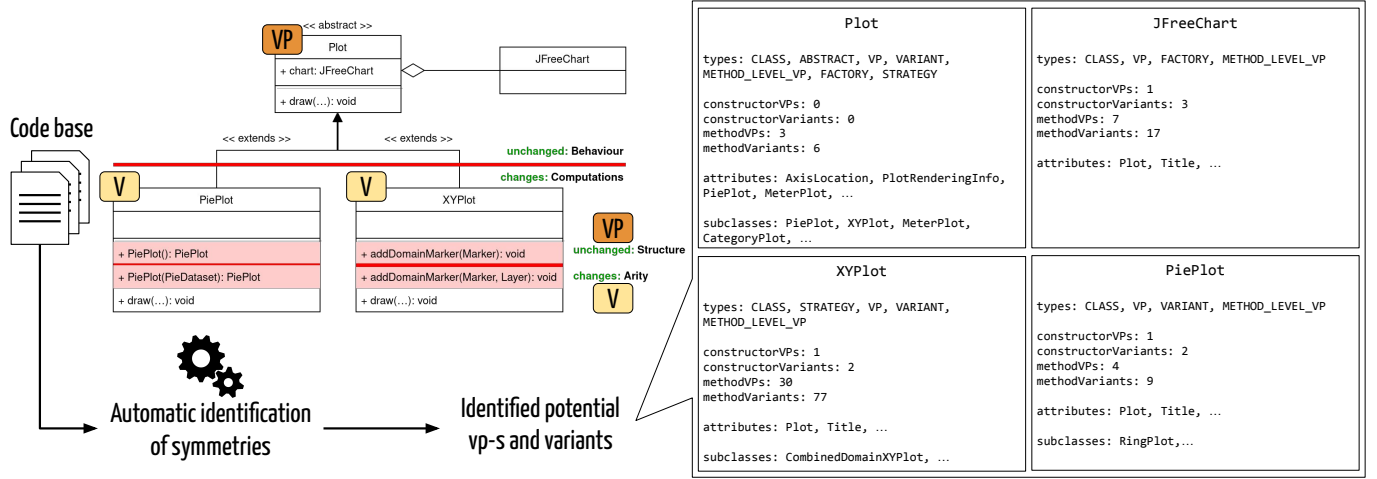 << abstract >>
VP
Plot
+ chart: JFreeChart
+ draw(…): void
JFreeChart
Code base
<< extends >>
<< extends >>
unchanged: Behaviour
changes: Computations
V
PiePlot
+ PiePlot(): PiePlot
+ PiePlot(PieDataset): PiePlot
+ draw(…): void
V
XYPlot
+ addDomainMarker(Marker): void
+ addDomainMarker(Marker, Layer): void
+ draw(…): void
VP
unchanged: Structure
changes: Arity
V
Automatic identification
of symmetries
Identified potential
vp-s and variants
Plot
types: CLASS, ABSTRACT, VP, VARIANT,
METHOD_LEVEL_VP, FACTORY, STRATEGY
constructorVPs: 0
constructorVariants: 0
methodVPs: 3
methodVariants: 6
attributes: AxisLocation, PlotRenderingInfo,
PiePlot, MeterPlot, …
subclasses: PiePlot, XYPlot, MeterPlot,
CategoryPlot, …
JFreeChart
types: CLASS, VP, FACTORY, METHOD_LEVEL_VP
constructorVPs: 1
constructorVariants: 3
methodVPs: 7
methodVariants: 17
attributes: Plot, Title, …
XYPlot
types: CLASS, STRATEGY, VP, VARIANT,
METHOD_LEVEL_VP
constructorVPs: 1
constructorVariants: 2
methodVPs: 30
methodVariants: 77
attributes: Plot, Title, …
subclasses: CombinedDomainXYPlot, …
PiePlot
types: CLASS, VP, VARIANT, METHOD_LEVEL_VP
constructorVPs: 1
constructorVariants: 2
methodVPs: 4
methodVariants: 9
attributes: Plot, Title, …
subclasses: RingPlot,…